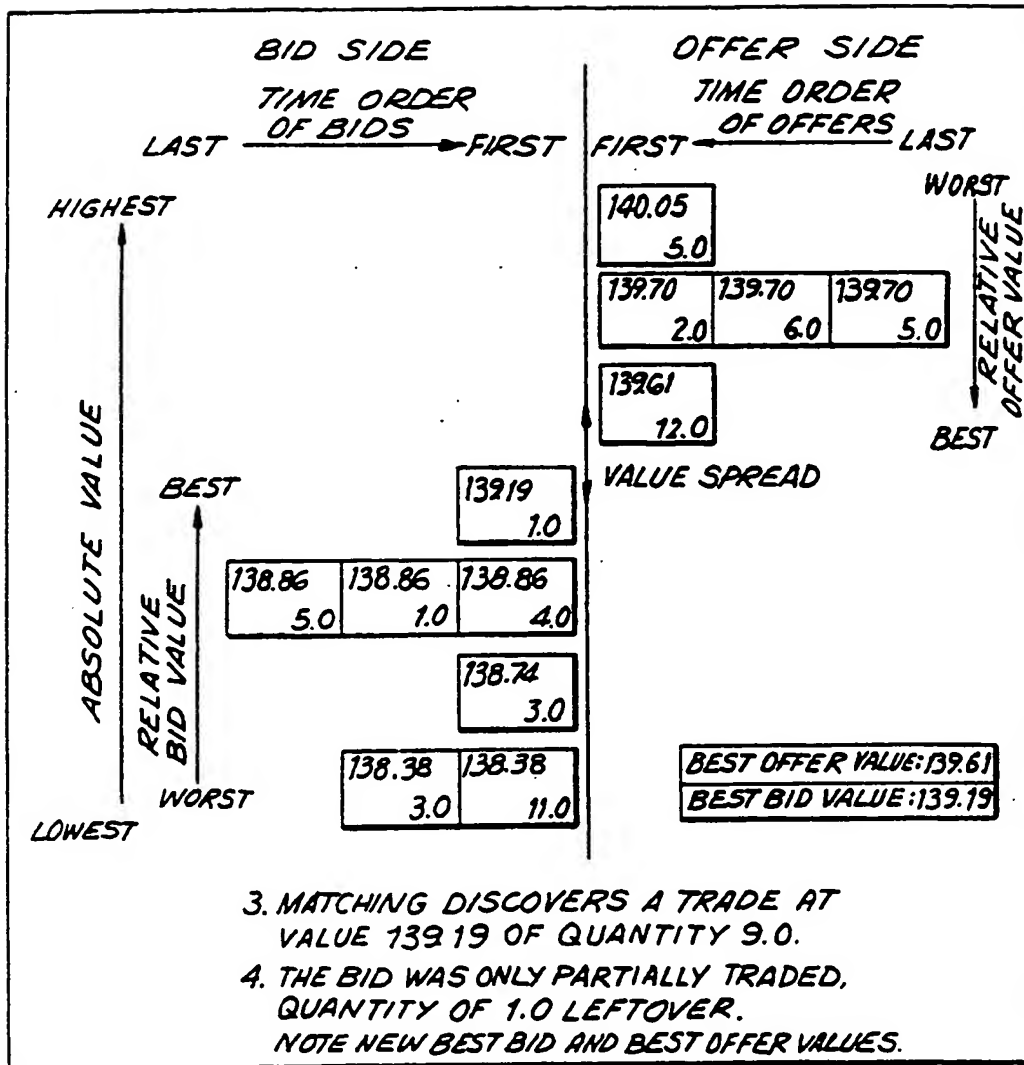 BID SIDE
OFFER SIDE
TIME ORDER
OF BIDS
TIME ORDER
OF OFFERS
LAST
FIRST
FIRST
LAST
HIGHEST
WORST
140.05
5.0
139.70
2.0
139.70
6.0
139.70
5.0
RELATIVE
OFFER VALUE
139.61
12.0
BEST
VALUE SPREAD
ABSOLUTE VALUE
BEST
139.19
1.0
138.86
5.0
138.86
1.0
138.86
4.0
RELATIVE
BID VALUE
138.74
3.0
138.38
3.0
138.38
11.0
WORST
LOWEST
BEST OFFER VALUE:139.61
BEST BID VALUE:139.19
3. MATCHING DISCOVERS A TRADE AT
VALUE 139.19 OF QUANTITY 9.0.
4. THE BID WAS ONLY PARTIALLY TRADED,
QUANTITY OF 1.0 LEFTOVER.
NOTE NEW BEST BID AND BEST OFFER VALUES.